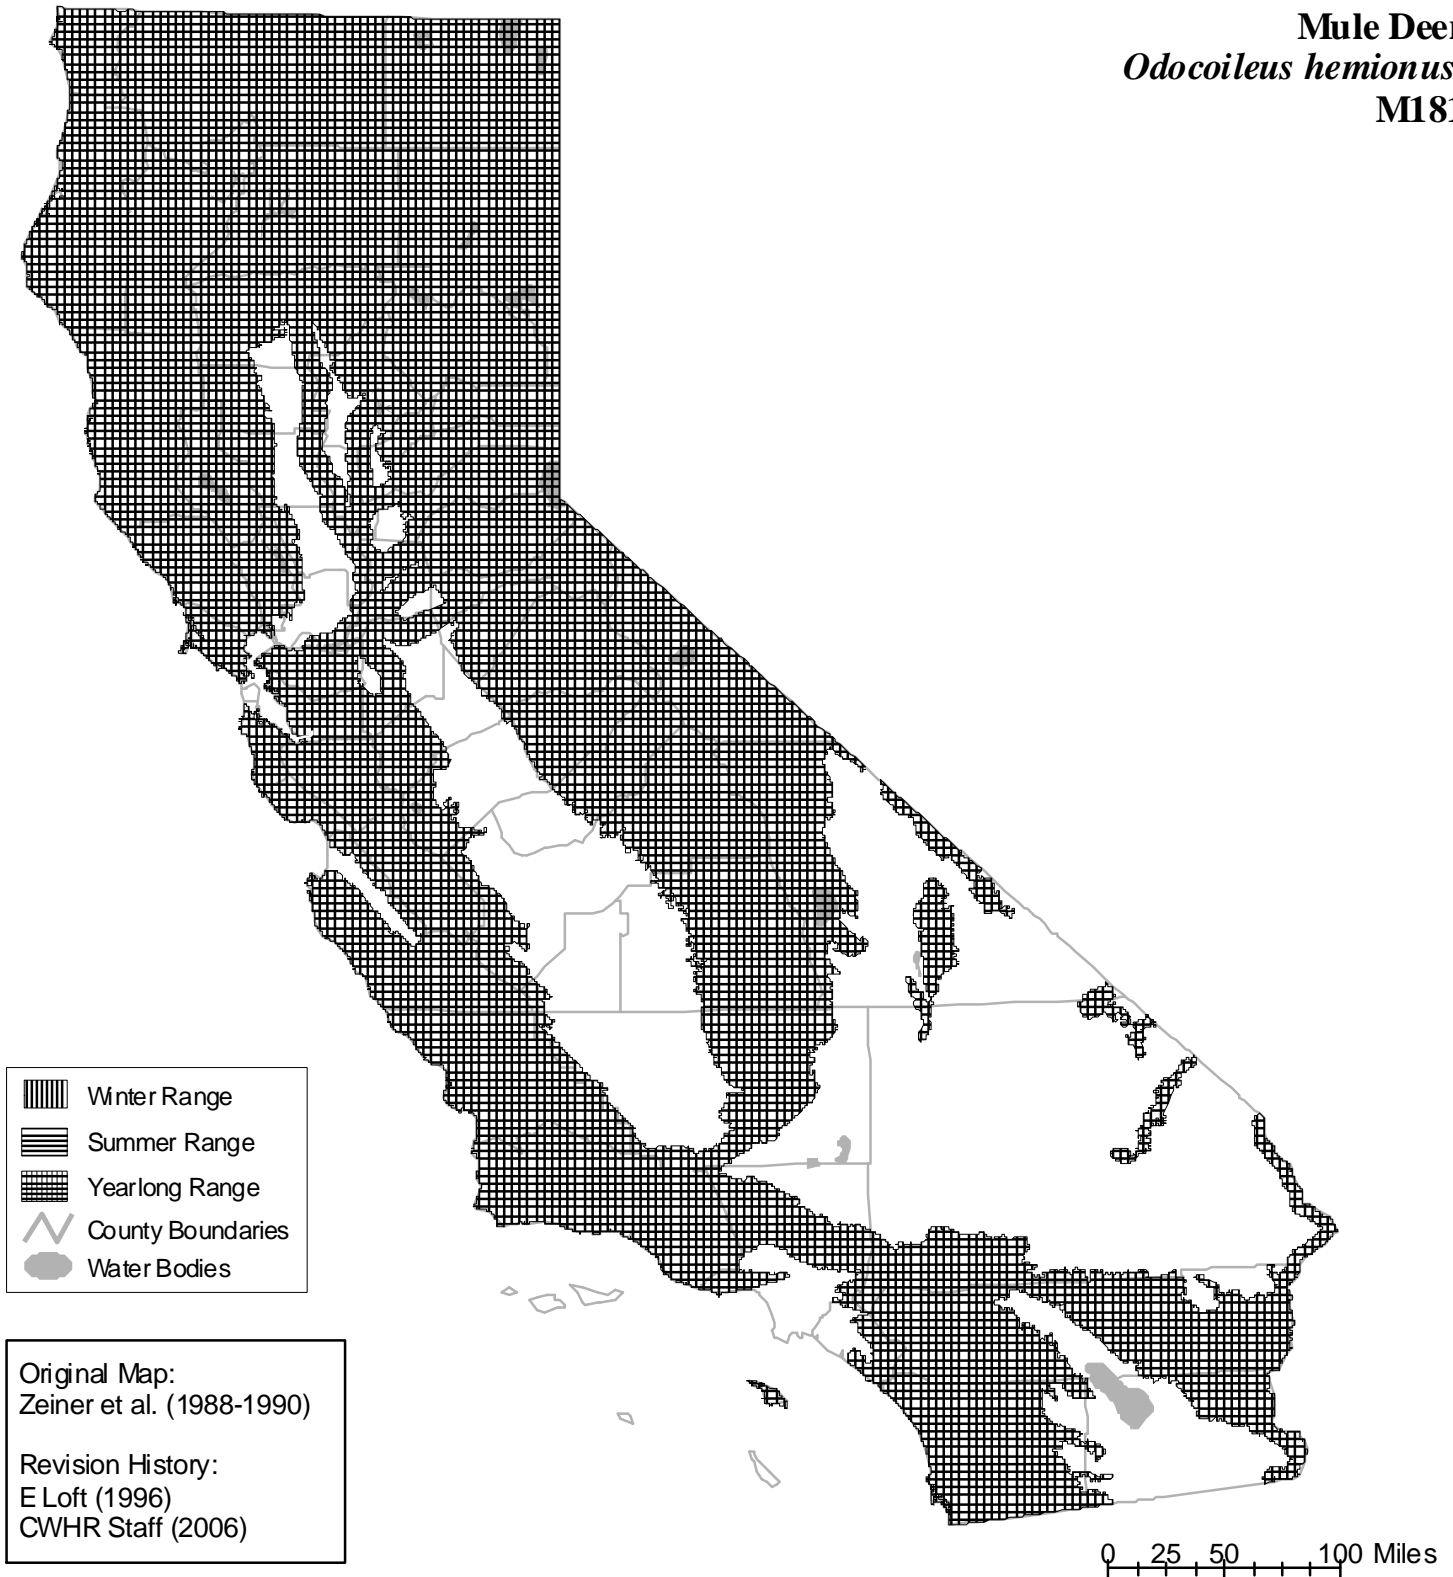 Mule Deer
Odocoileus hemionus
M181
Winter Range
Summer Range
Yearlong Range
County Boundaries
Water Bodies
Original Map:
Zeiner et al. (1988-1990)
Revision History:
E Loft (1996)
CWHR Staff (2006)
0 25 50 100 Miles